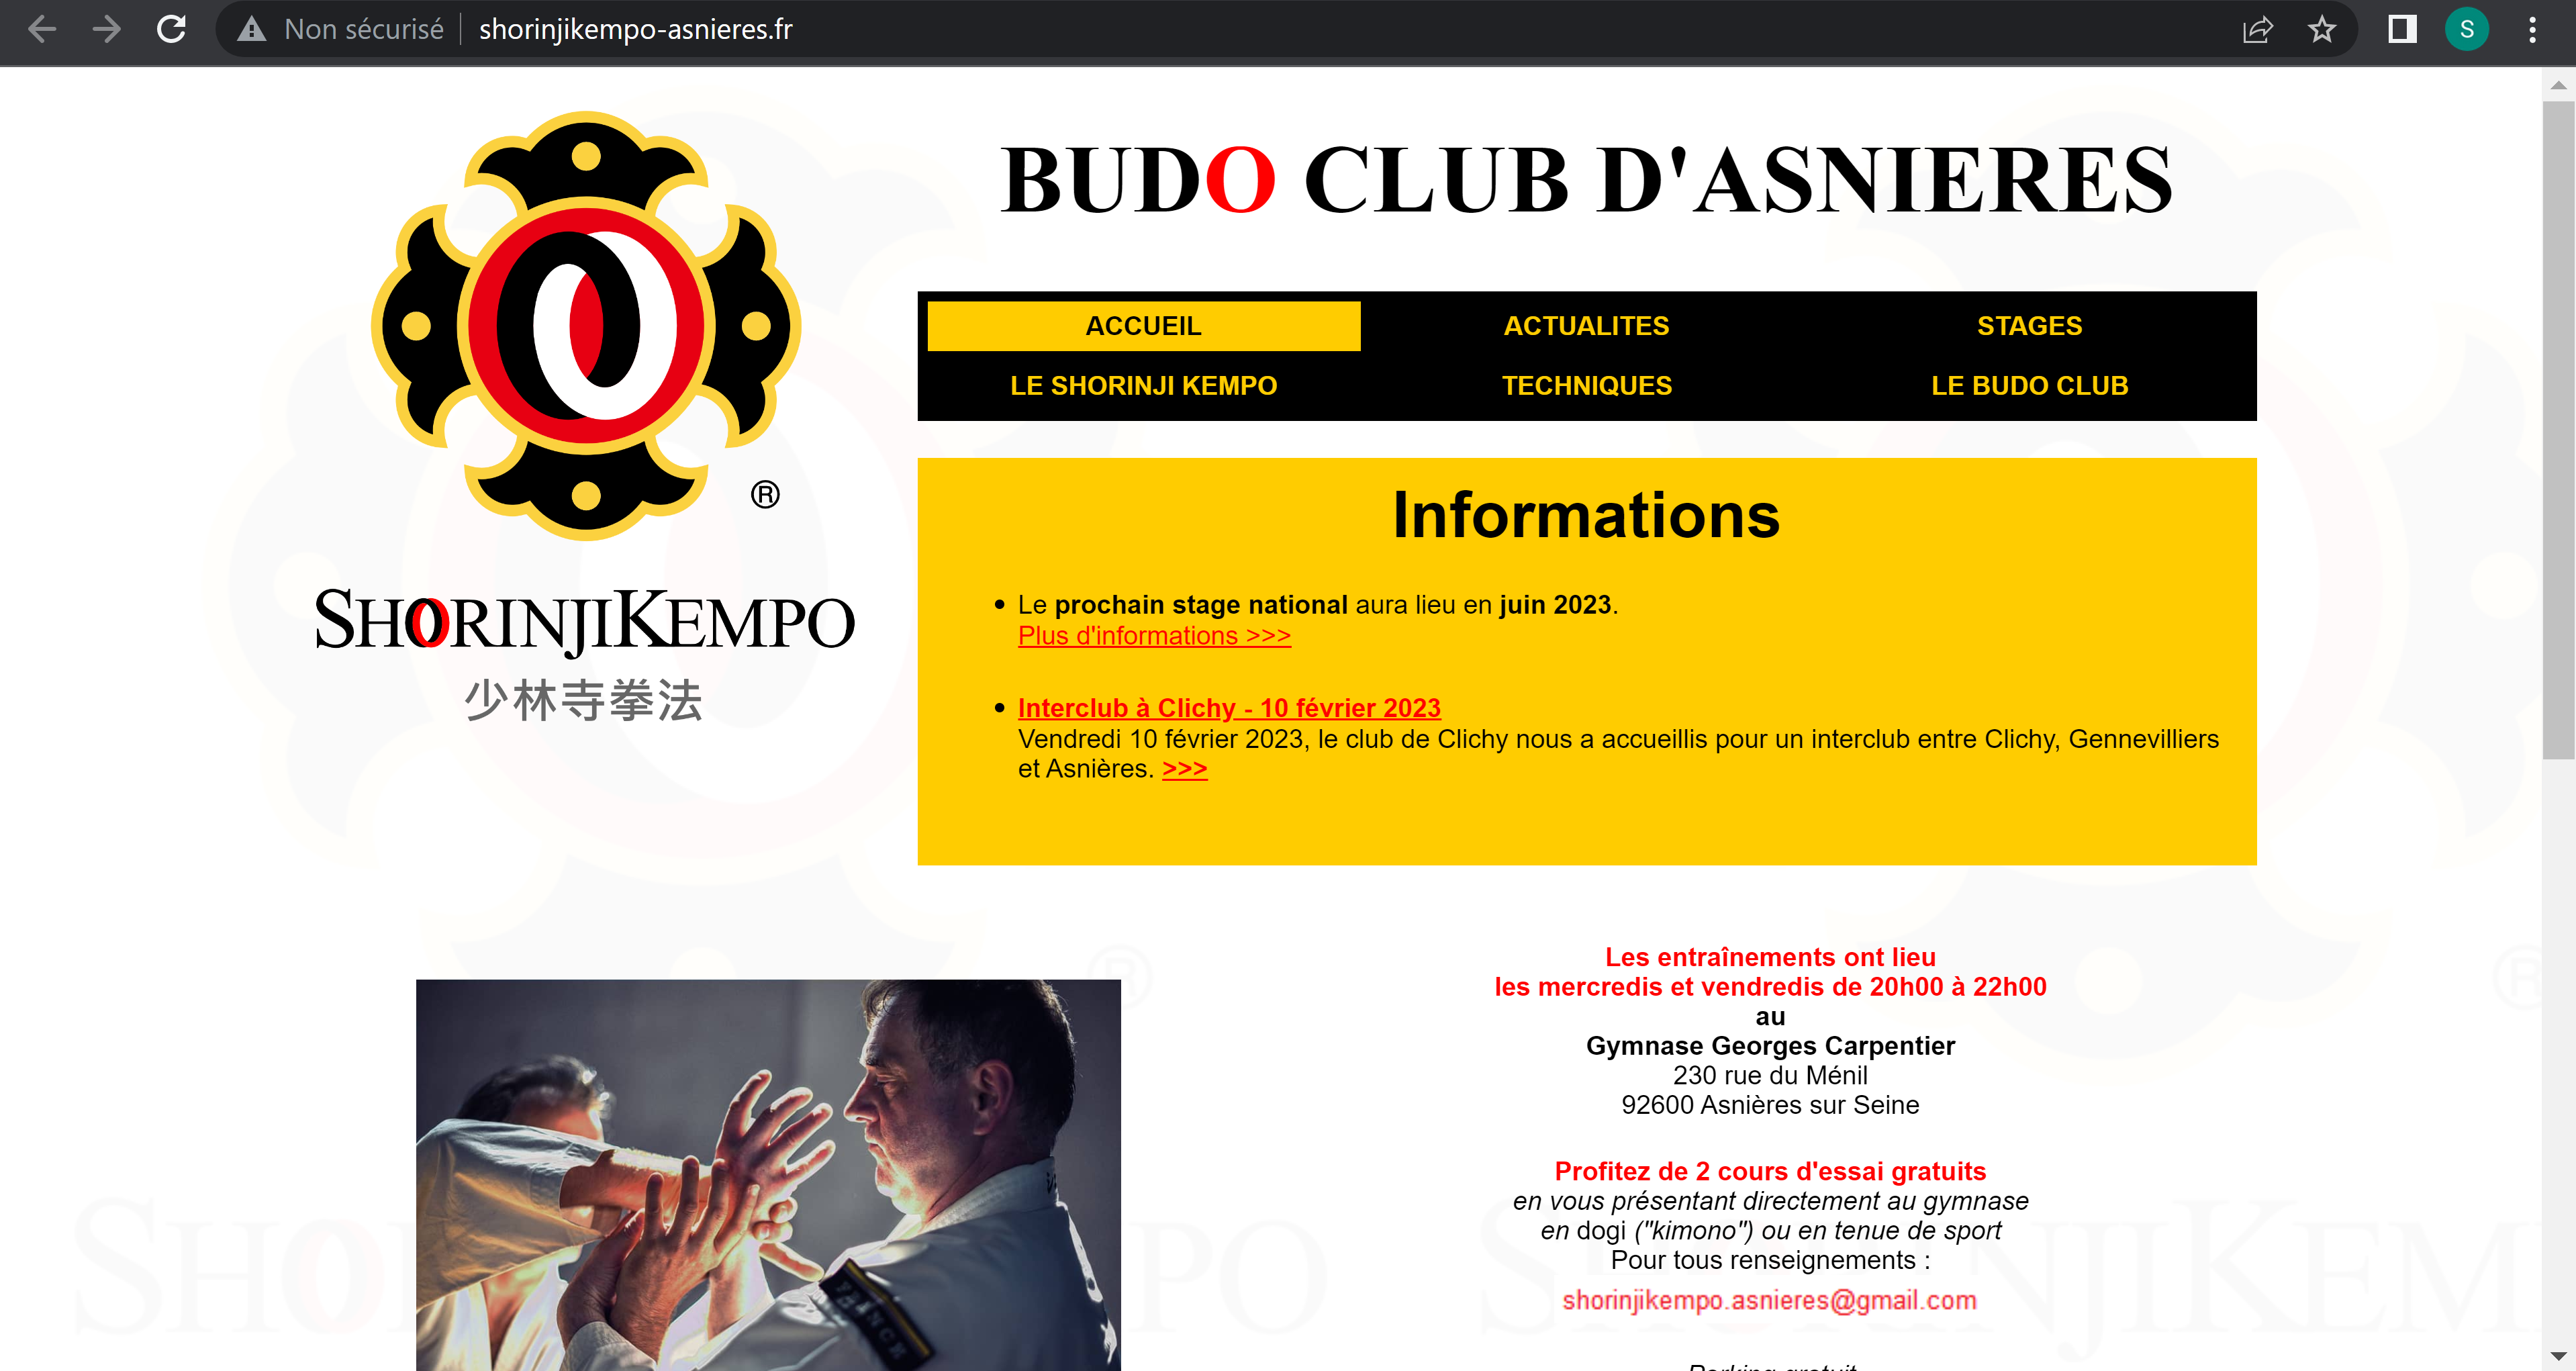 Non sécurisé | shorinjikempo-asnieres.fr
S
BUDO CLUB D'ASNIERES
ACCUEIL
ACTUALITES
STAGES
LE SHORINJI KEMPO
TECHNIQUES
LE BUDO CLUB
®
SHORINJIKEMPO
少林寺拳法
Informations
Le prochain stage national aura lieu en juin 2023.
Plus d'informations >>>
Interclub à Clichy - 10 février 2023
Vendredi 10 février 2023, le club de Clichy nous a accueillis pour un interclub entre Clichy, Gennevilliers
et Asnières. >>>
Les entraînements ont lieu
les mercredis et vendredis de 20h00 à 22h00
au
Gymnase Georges Carpentier
230 rue du Ménil
92600 Asnières sur Seine
Profitez de 2 cours d'essai gratuits
en vous présentant directement au gymnase
en dogi ("kimono") ou en tenue de sport
Pour tous renseignements :
shorinjikempo.asnieres@gmail.com
Parking gratuit